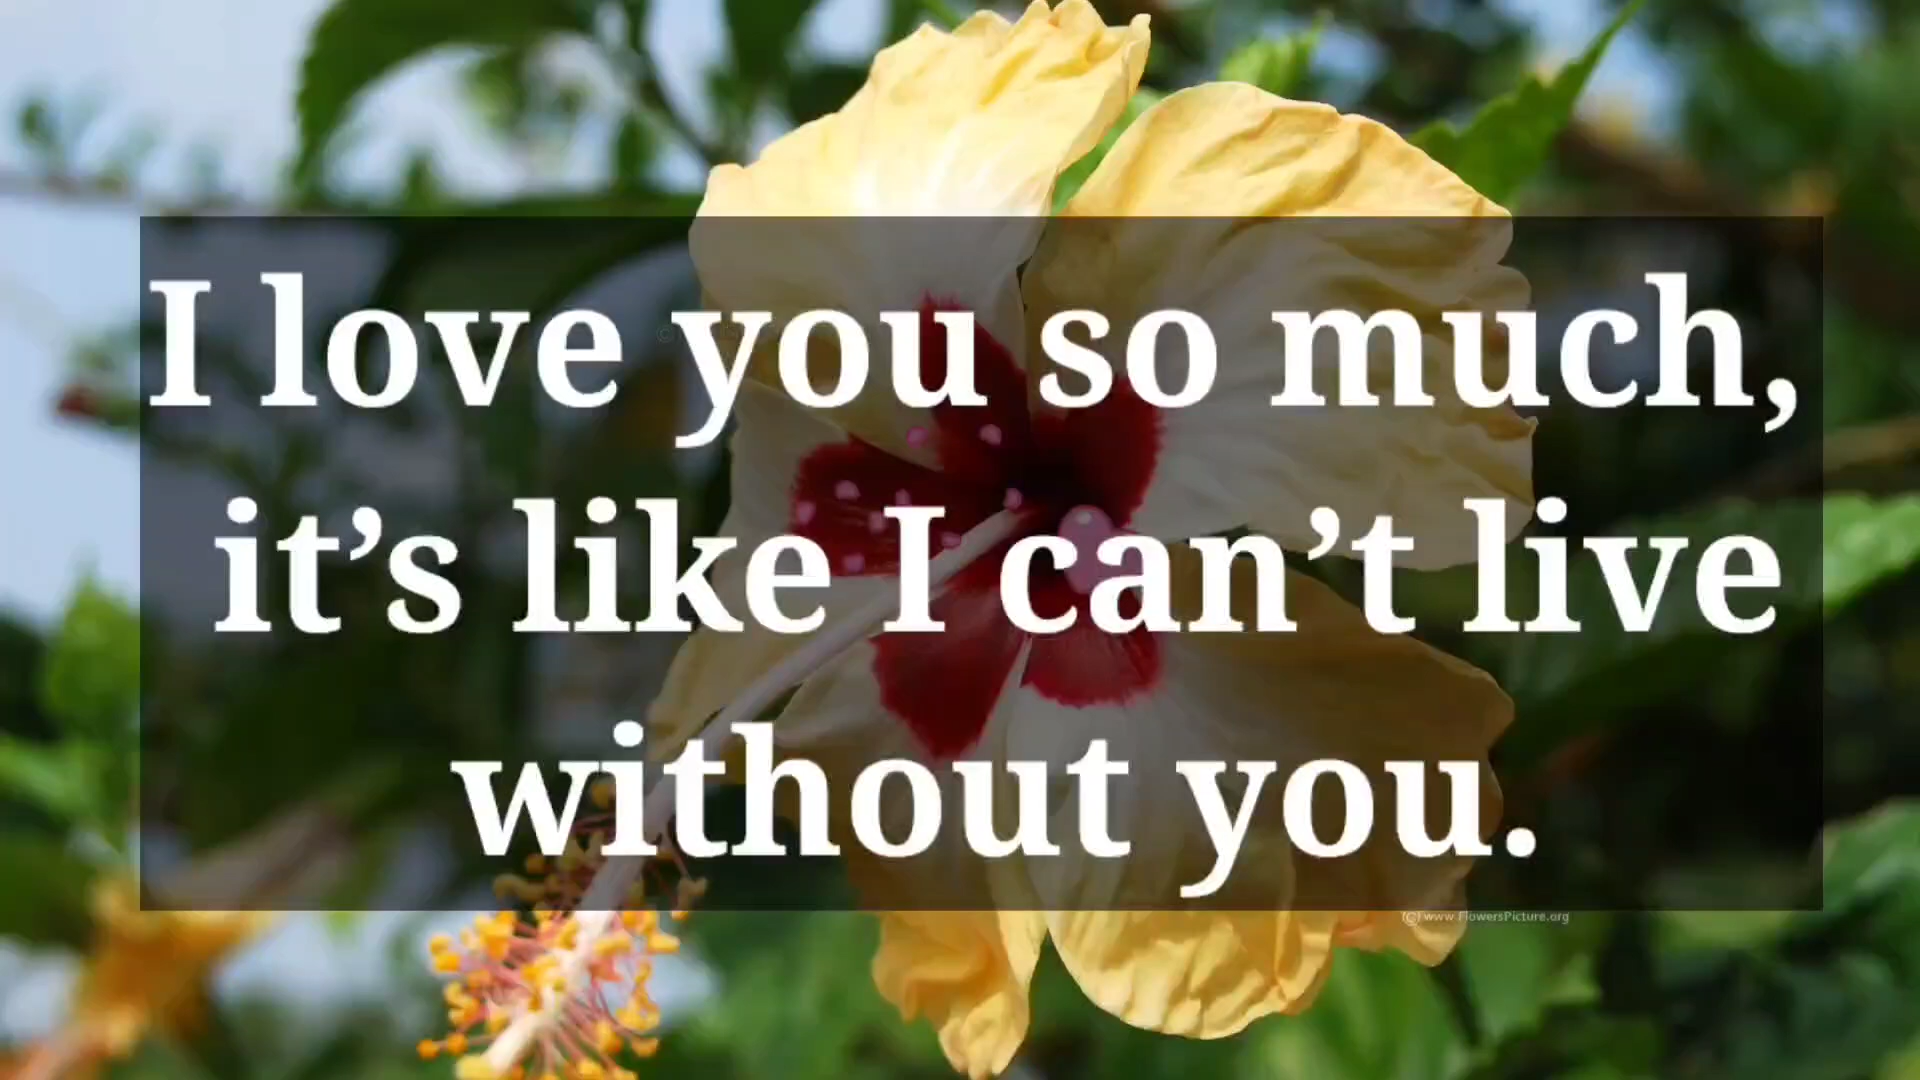 I love you so much,
it’s like I can’t live
without you.
(C) www FlowersPicture.org